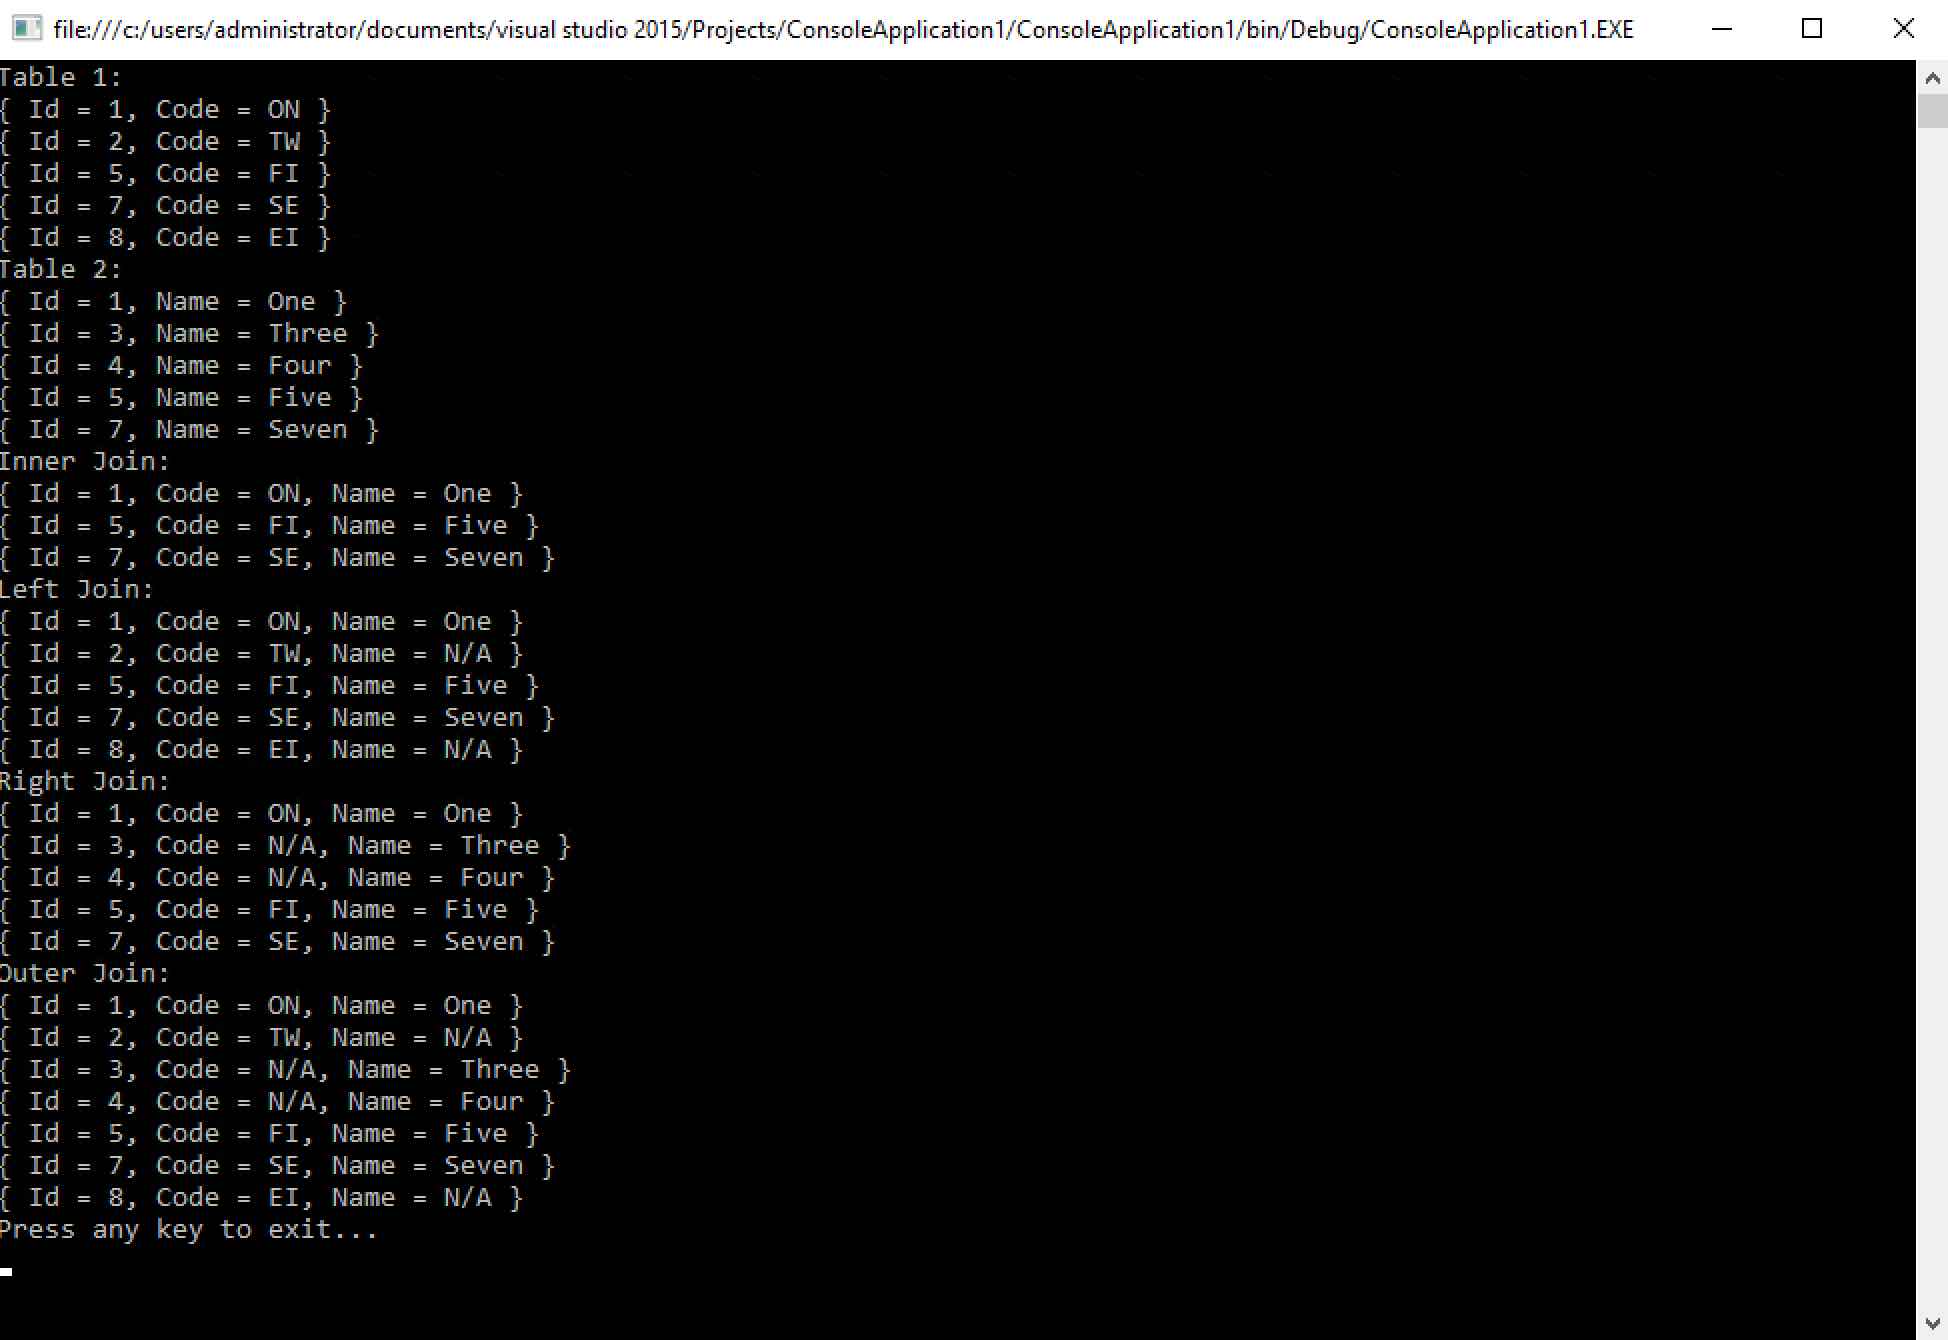 file:///c:/users/administrator/documents/visual studio 2015/Projects/ConsoleApplication1/ConsoleApplication1/bin/Debug/ConsoleApplication1.EXE
Table 1:
{ Id = 1, Code = ON }
{ Id = 2, Code = TW }
{ Id = 5, Code = FI }
{ Id = 7, Code = SE }
{ Id = 8, Code = EI }
Table 2:
{ Id = 1, Name = One }
{ Id = 3, Name = Three }
{ Id = 4, Name = Four }
{ Id = 5, Name = Five }
{ Id = 7, Name = Seven }
Inner Join:
{ Id = 1, Code = ON, Name = One }
{ Id = 5, Code = FI, Name = Five }
{ Id = 7, Code = SE, Name = Seven }
Left Join:
{ Id = 1, Code = ON, Name = One }
{ Id = 2, Code = TW, Name = N/A }
{ Id = 5, Code = FI, Name = Five }
{ Id = 7, Code = SE, Name = Seven }
{ Id = 8, Code = EI, Name = N/A }
Right Join:
{ Id = 1, Code = ON, Name = One }
{ Id = 3, Code = N/A, Name = Three }
{ Id = 4, Code = N/A, Name = Four }
{ Id = 5, Code = FI, Name = Five }
{ Id = 7, Code = SE, Name = Seven }
Outer Join:
{ Id = 1, Code = ON, Name = One }
{ Id = 2, Code = TW, Name = N/A }
{ Id = 3, Code = N/A, Name = Three }
{ Id = 4, Code = N/A, Name = Four }
{ Id = 5, Code = FI, Name = Five }
{ Id = 7, Code = SE, Name = Seven }
{ Id = 8, Code = EI, Name = N/A }
Press any key to exit...